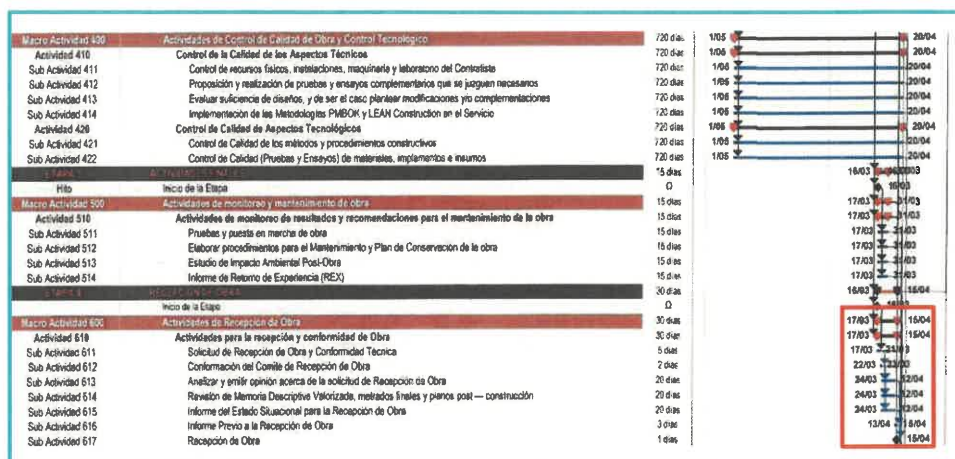 Macro Actividad 400 Actividades de Control de Calidad de Obra y Control Tecnologico 720 días 1/05 20/04
Actividad 410 Control de la Calidad de los Aspectos Técnicos 720 días 1/06 20/04
Sub Actividad 411 Control de recursos físicos, instalaciones, maquinaria y laboratorio del Contratista 720 días 1/06 20/04
Sub Actividad 412 Proposición y realización de pruebas y ensayos complementarios que se juzguen necesarios 720 días 1/05 20/04
Sub Actividad 413 Evaluar suficiencia de diseños, y de ser el caso plantear modificaciones y/o complementaciones 720 días 1/05 20/04
Sub Actividad 414 Implementación de las Metodologías PMBOK y LEAN Construction en el Servicio 720 días 1/05 20/04
Actividad 420 Control de Calidad de Aspectos Tecnológicos 720 días 1/05 20/04
Sub Actividad 421 Control de Calidad de los métodos y procedimientos constructivos 720 días 1/05 20/04
Sub Actividad 422 Control de Calidad (Pruebas y Ensayos) de materiales, implementos e insumos 720 días 1/05 20/04
15 días 16/03
Hito Inicio de la Etapa 0 16/03
Macro Actividad 500 Actividades de monitoreo y mantenimiento de obra 15 días 17/03 31/03
Actividad 510 Actividades de monitoreo de resultados y recomendaciones para el mantenimiento de la obra 15 días 17/03 31/03
Sub Actividad 511 Pruebas y puesta en marcha de obra 15 días 17/03 31/03
Sub Actividad 512 Elaborar procedimientos para el Mantenimiento y Plan de Conservación de la obra 15 días 17/03 31/03
Sub Actividad 513 Estudio de Impacto Ambiental Post-Obra 15 días 17/03 31/03
Sub Actividad 514 Informe de Retorno de Experiencia (REX) 15 días 17/03 31/03
30 días 16/03 15/04
Inicio de la Etapa 0
Macro Actividad 600 Actividades de Recepción de Obra 30 días 17/03 15/04
Actividad 610 Actividades para la recepción y conformidad de Obra 30 días 17/03 15/04
Sub Actividad 611 Solicitud de Recepción de Obra y Conformidad Técnica 5 días 17/03 21/03
Sub Actividad 612 Conformación del Comité de Recepción de Obra 2 días 22/03 23/03
Sub Actividad 613 Analizar y emitir opinión acerca de la solicitud de Recepción de Obra 20 días 24/03 12/04
Sub Actividad 614 Revisión de Memoria Descriptive Valorizada, metrados finales y planos post — construcción 20 días 24/03 12/04
Sub Actividad 615 Informe del Estado Situacional para la Recepción de Obra 20 días 24/03 12/04
Sub Actividad 616 Informe Previo a la Recepción de Obra 3 días 13/04 15/04
Sub Actividad 617 Recepción de Obra 1 días 15/04